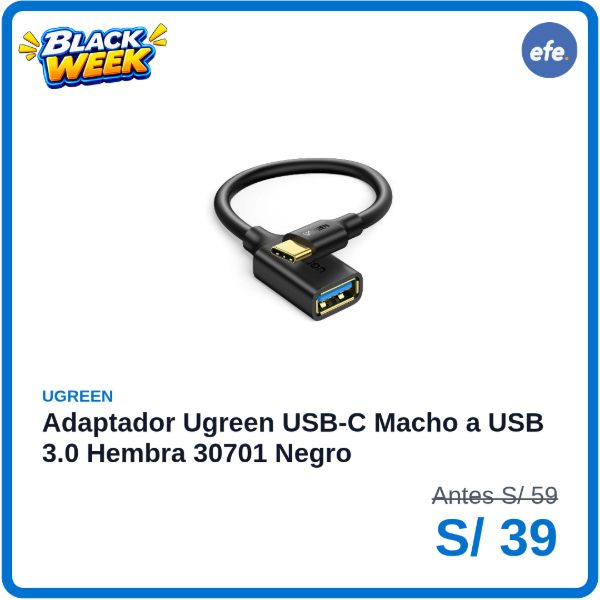 BLACK
WEEK
efe.
UGREEN
Adaptador Ugreen USB-C Macho a USB
3.0 Hembra 30701 Negro
Antes S/ 59
S/ 39